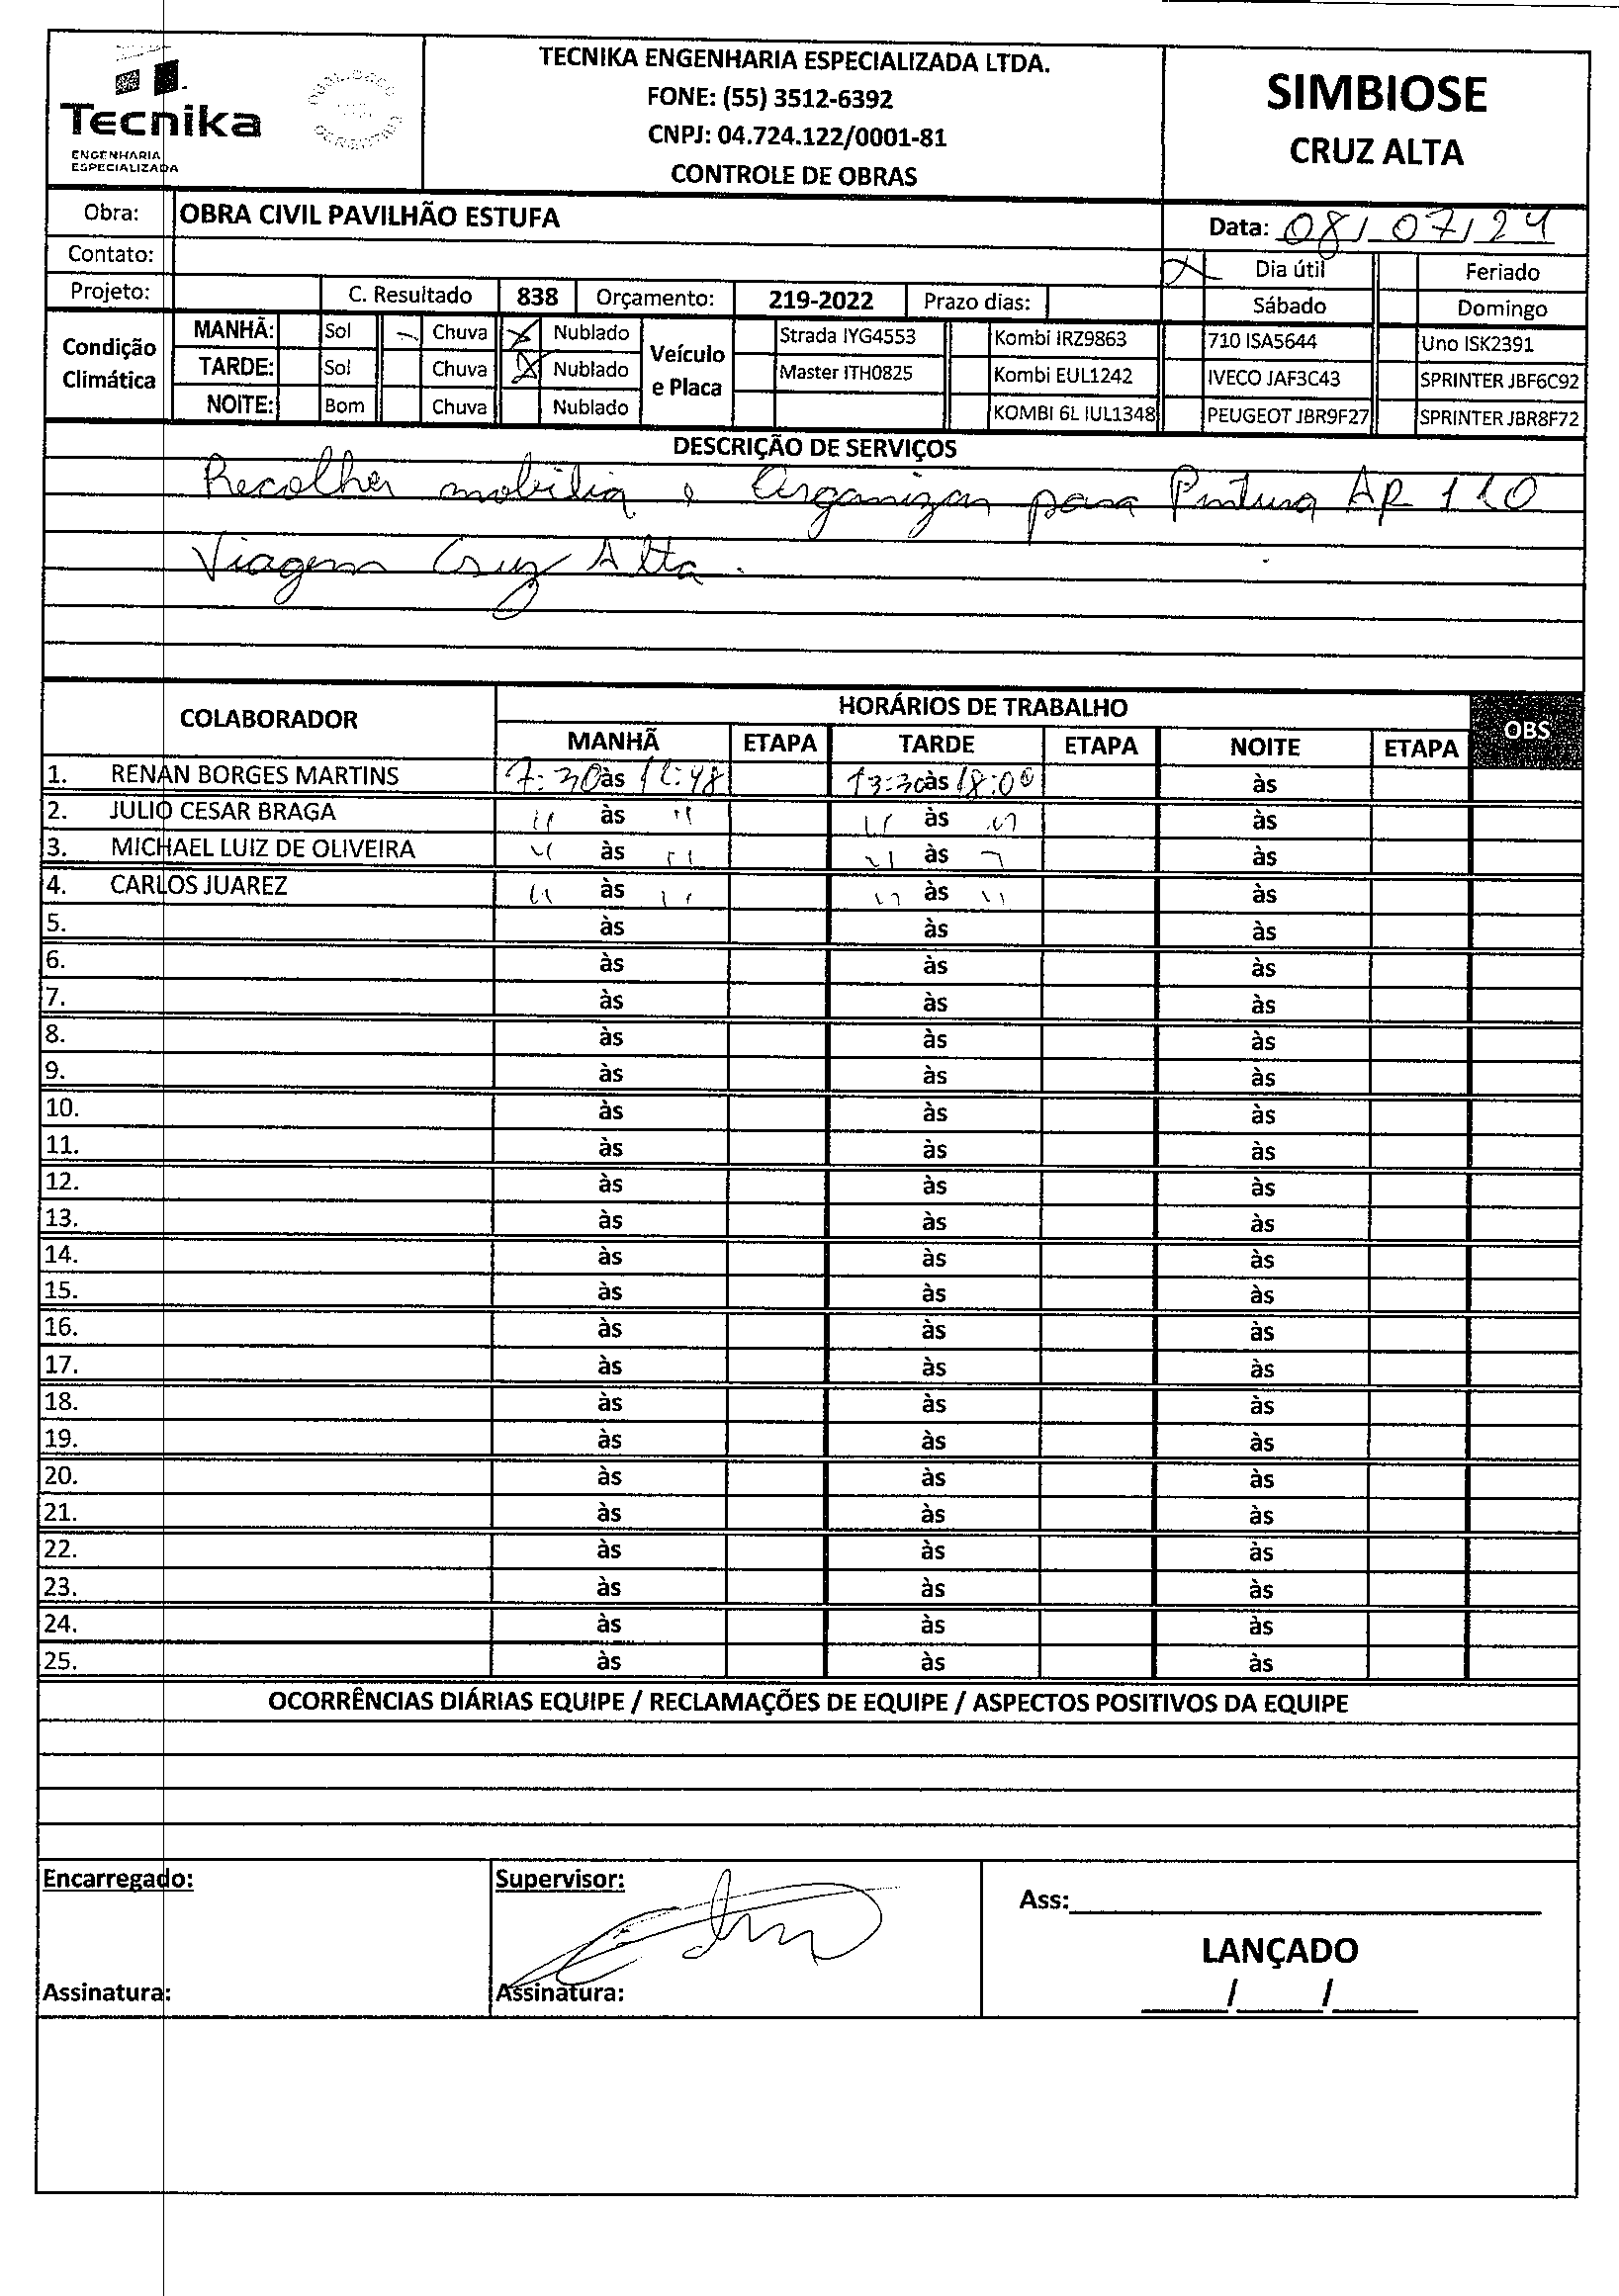 Tecnika
ENGENHARIA
ESPECIALIZADA
TECNIKA ENGENHARIA ESPECIALIZADA LTDA.
FONE: (55) 3512-6392
CNPJ: 04.724.122/0001-81
CONTROLE DE OBRAS
SIMBIOSE
CRUZ ALTA
Obra: OBRA CIVIL PAVILHÃO ESTUFA
Data: 08/07/24
Contato:
Dia útil Feriado
Projeto: C. Resultado 838 Orçamento: 219-2022 Prazo dias:
Sábado Domingo
Condição Climática
MANHÃ: Sol Chuva X Nublado
TARDE: Sol Chuva X Nublado
NOITE: Bom Chuva Nublado
Veículo e Placa
Strada IYG4553 Kombi IRZ9863 710 ISA5644 Uno ISK2391
Master ITH0825 Kombi EUL1242 IVECO JAF3C43 SPRINTER JBF6C92
KOMBI 6L IUL1348 PEUGEOT JBR9F27 SPRINTER JBR8F72
DESCRIÇÃO DE SERVIÇOS
Recolher mobilia e Organizar para Pintura AP 110
Viagem Cruz Alta.
COLABORADOR HORÁRIOS DE TRABALHO OBS
MANHÃ ETAPA TARDE ETAPA NOITE ETAPA
1. RENAN BORGES MARTINS 7:30 às 12:48 13:30 às 18:00 às
2. JULIO CESAR BRAGA " às " " às " às
3. MICHAEL LUIZ DE OLIVEIRA " às " " às " às
4. CARLOS JUAREZ " às " " às " às
5. às às às
6. às às às
7. às às às
8. às às às
9. às às às
10. às às às
11. às às às
12. às às às
13. às às às
14. às às às
15. às às às
16. às às às
17. às às às
18. às às às
19. às às às
20. às às às
21. às às às
22. às às às
23. às às às
24. às às às
25. às às às
OCORRÊNCIAS DIÁRIAS EQUIPE / RECLAMAÇÕES DE EQUIPE / ASPECTOS POSITIVOS DA EQUIPE
Encarregado:
Assinatura:
Supervisor:
Assinatura:
Ass:
LANÇADO
____/____/____